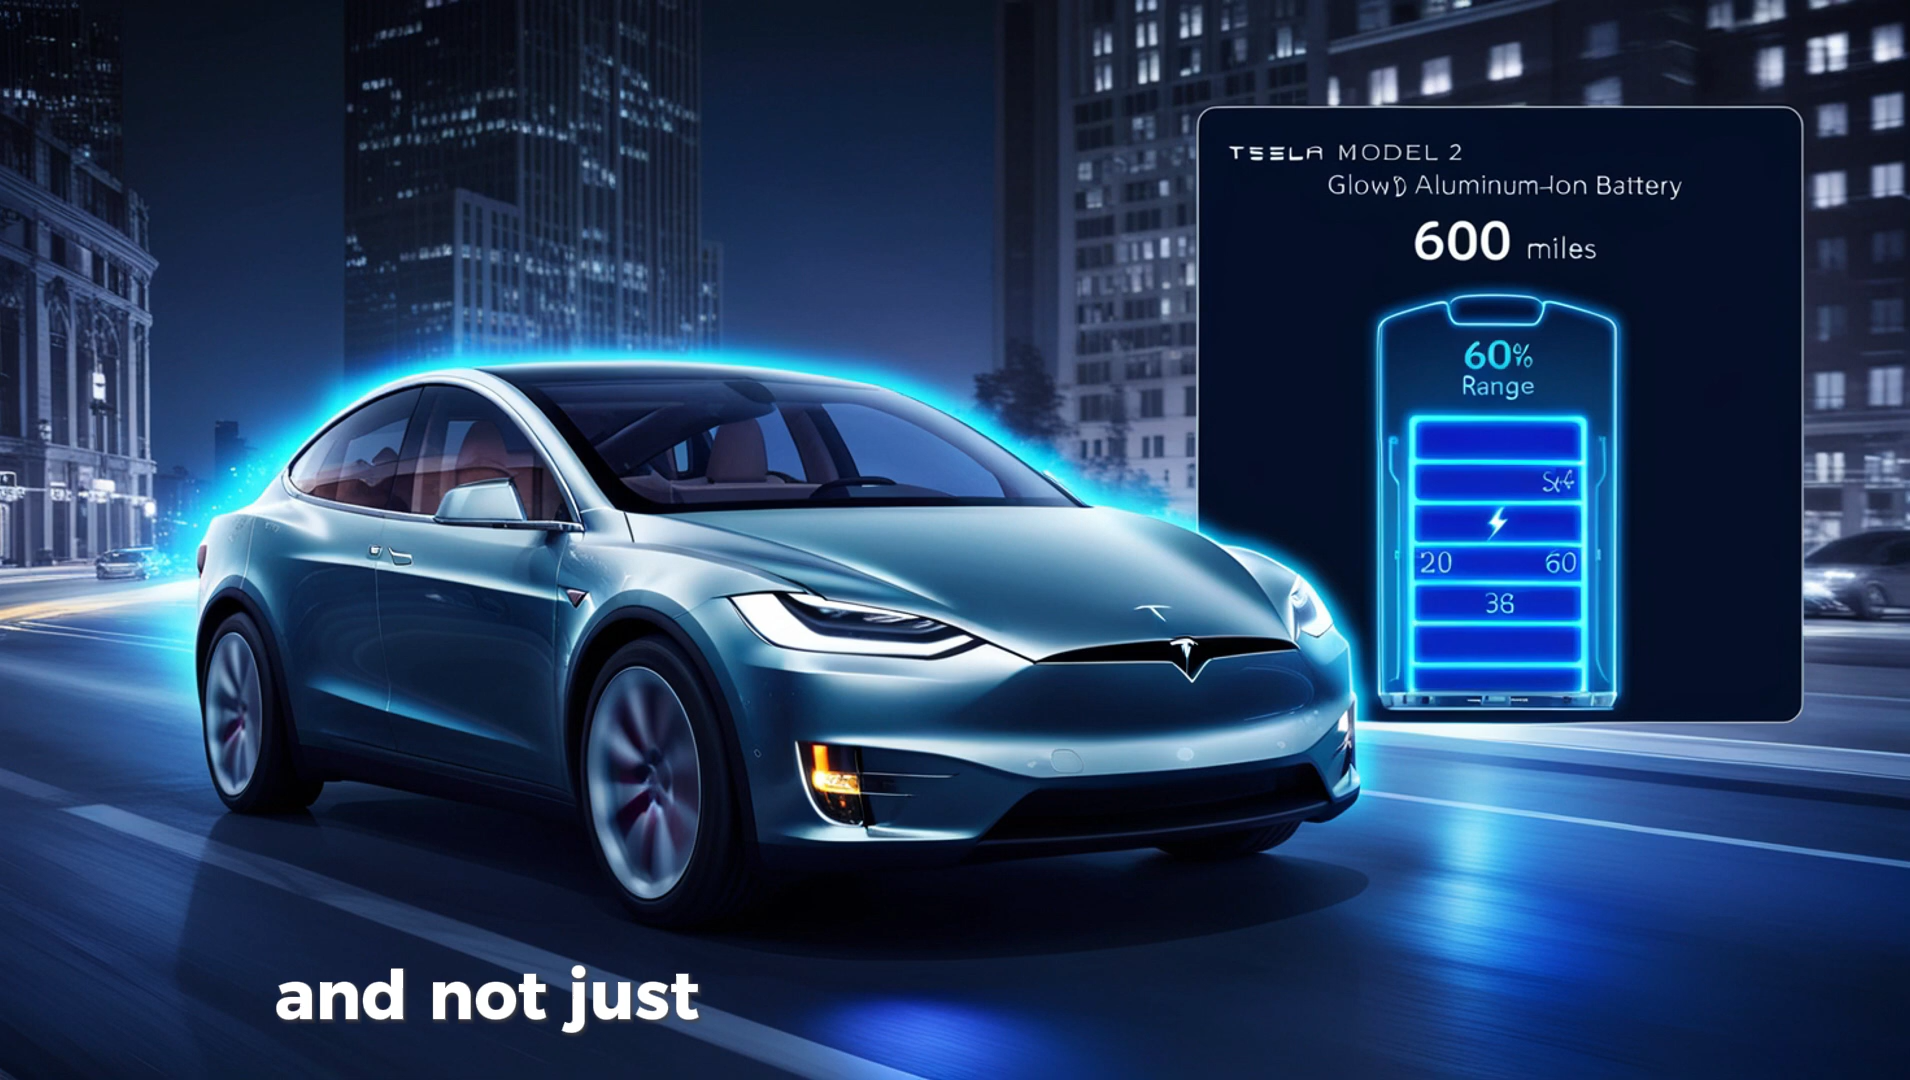 TSELA MODEL 2
Aluminum-Ion Battery
600 miles
60%
Range
20 60
38
and not just